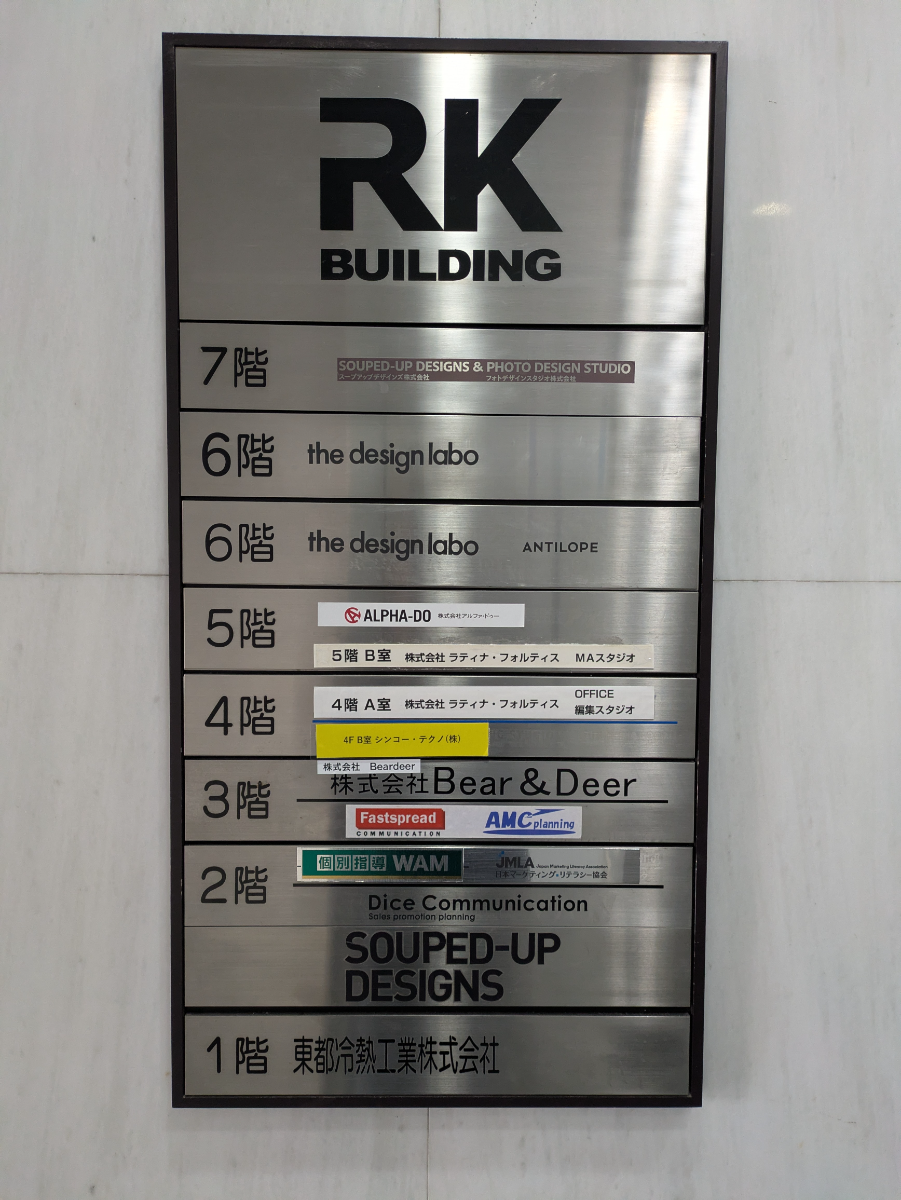 RK
BUILDING
7階
SOUPED-UP DESIGNS & PHOTO DESIGN STUDIO
スープアップデザインズ株式会社 フォトデザインスタジオ株式会社
6階 the design labo
6階 the design labo ANTILOPE
5階
ALPHA-DO 株式会社アルファ・ドゥー
5階 B室 株式会社 ラティナ・フォルティス MAスタジオ
4階
4階 A室 株式会社 ラティナ・フォルティス OFFICE
編集スタジオ
4F B室 シンコー・テクノ(株)
3階
株式会社 Beardeer
株式会社Bear & Deer
Fastspread AMC planning
COMMUNICATION
2階
個別指導 WAM JMLA Japan Marketing Literacy Association
日本マーケティング・リテラシー協会
Dice Communication
Sales promotion planning
SOUPED-UP
DESIGNS
1階 東都冷熱工業株式会社